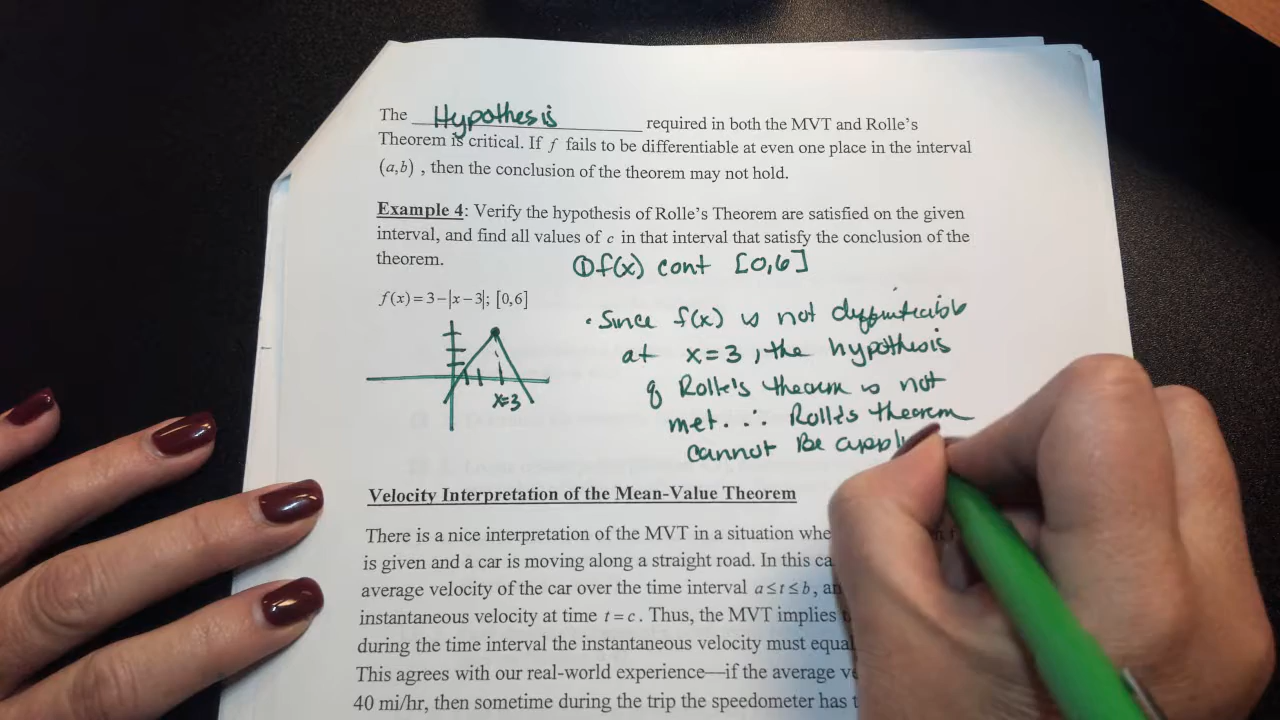 The Hypothesis required in both the MVT and Rolle's
Theorem is critical. If f fails to be differentiable at even one place in the interval
(a,b) , then the conclusion of the theorem may not hold.
Example 4: Verify the hypothesis of Rolle's Theorem are satisfied on the given
interval, and find all values of c in that interval that satisfy the conclusion of the
theorem.
① f(x) cont [0,6]
f(x)=3−|x−3|; [0,6]
• Since f(x) is not
at x=3, the hypothesis
of Rolle's theorem is not
met. ∴ Rolle's theorem
cannot Be appl
x=3
Velocity Interpretation of the Mean-Value Theorem
There is a nice interpretation of the MVT in a situation
is given and a car is moving along a straight road. In this
average velocity of the car over the time interval a≤t≤b,
instantaneous velocity at time t=c. Thus, the MVT implies
during the time interval the instantaneous velocity must
This agrees with our real-world experience—if the average
40 mi/hr, then sometime during the trip the speedometer has